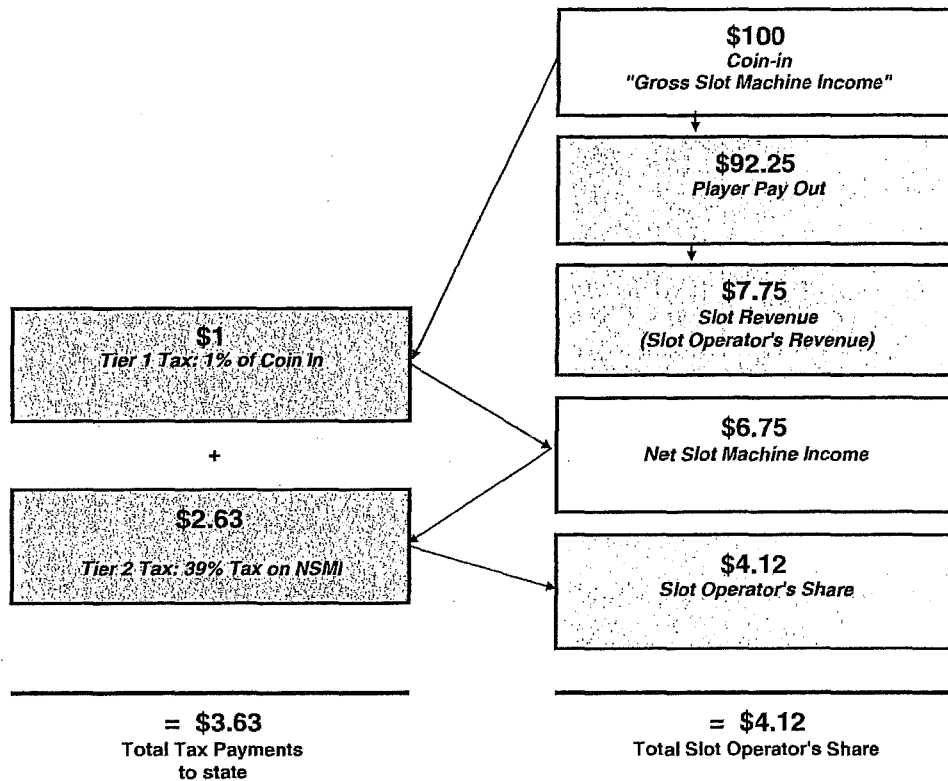 $100
Coin-in
"Gross Slot Machine Income"
$92.25
Player Pay Out
$7.75
Slot Revenue
(Slot Operator's Revenue)
$1
Tier 1 Tax: 1% of Coin In
$6.75
Net Slot Machine Income
+
$2.63
Tier 2 Tax: 39% Tax on NSMI
$4.12
Slot Operator's Share
= $3.63
Total Tax Payments
to state
= $4.12
Total Slot Operator's Share